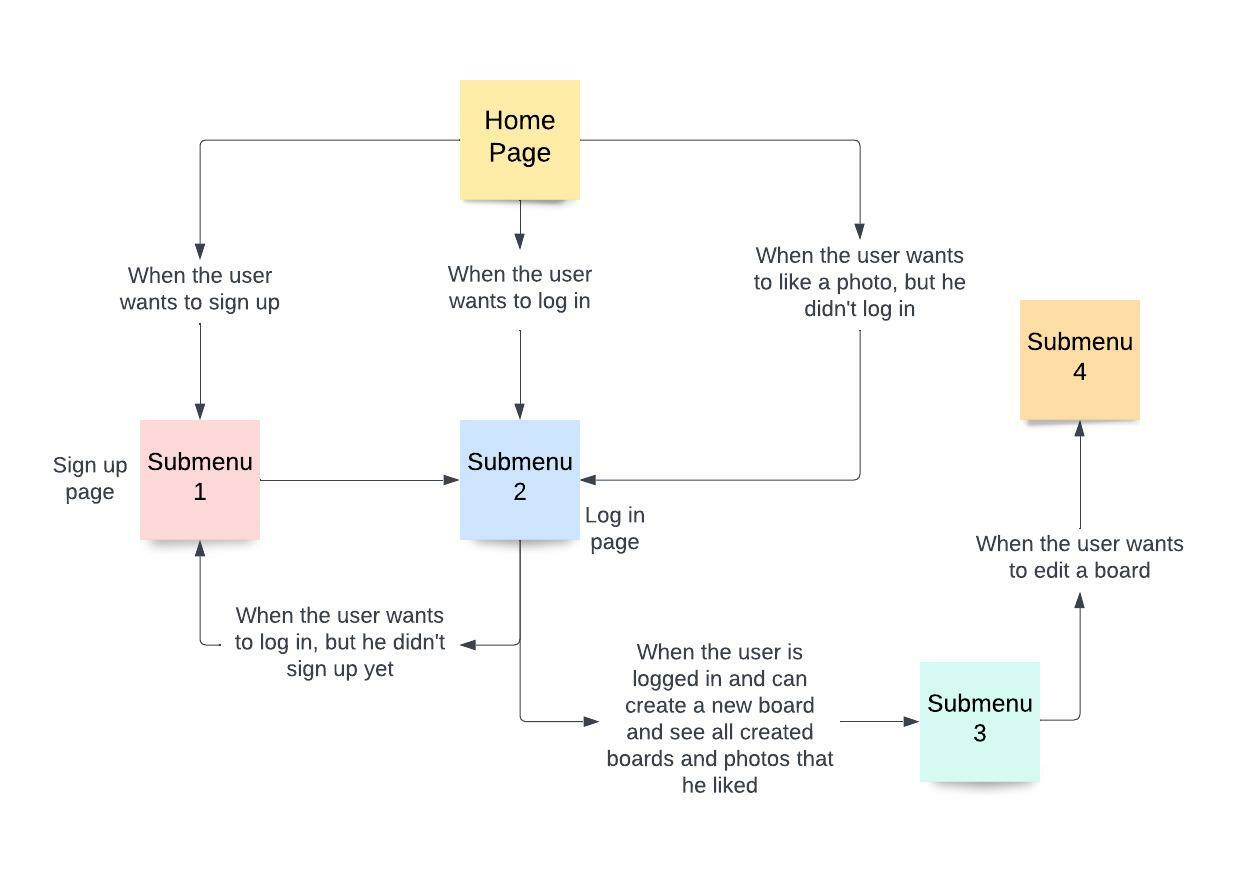 Home
Page
When the user
wants to sign up
When the user
wants to log in
When the user wants
to like a photo, but he
didn't log in
Submenu
4
Sign up
page
Submenu
1
Submenu
2
Log in
page
When the user wants
to edit a board
When the user wants
to log in, but he didn't
sign up yet
When the user is
logged in and can
create a new board
and see all created
boards and photos that
he liked
Submenu
3